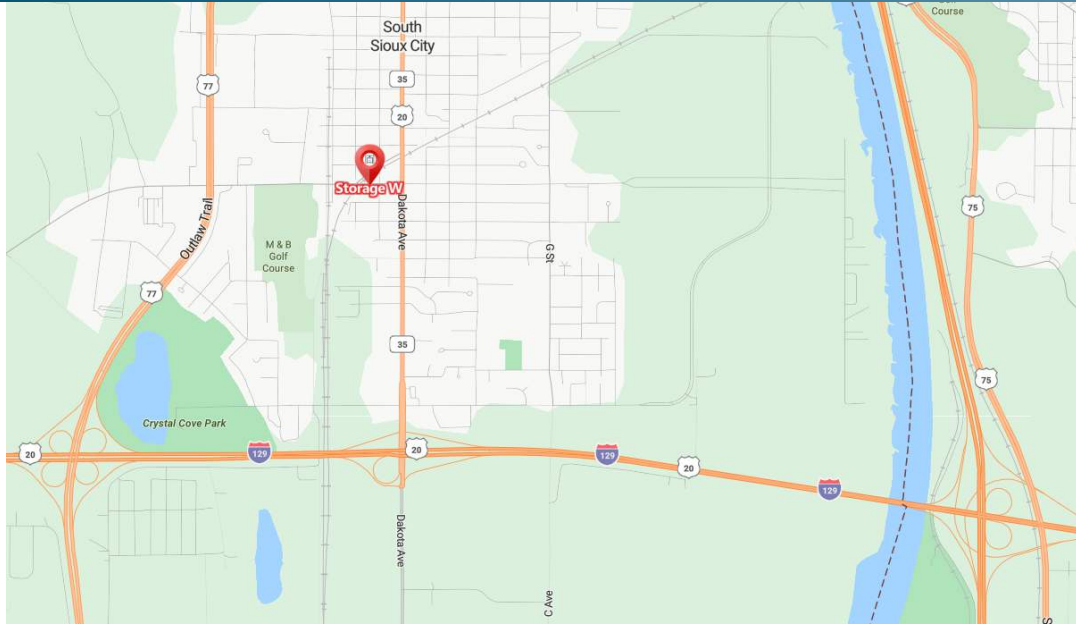 South
Sioux City
Course
77
35
20
Storage W
Outlaw Trail
Dakota Ave
M & B
Golf
Course
G St
75
77
35
75
Crystal Cove Park
20
129
20
129
20
129
Dakota Ave
C Ave
S